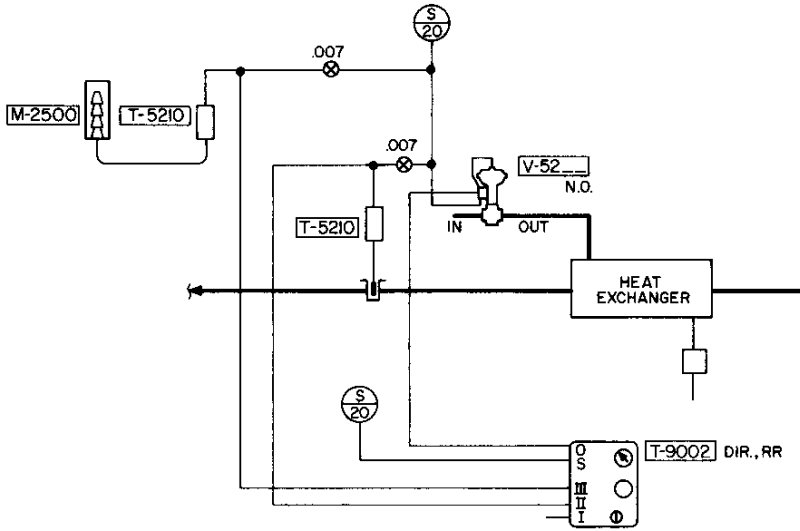 S
20
.007
M-2500
T-5210
.007
V-52__
N.O.
T-5210
IN
OUT
HEAT
EXCHANGER
S
20
O
S
T-9002 DIR., RR
III
II
I